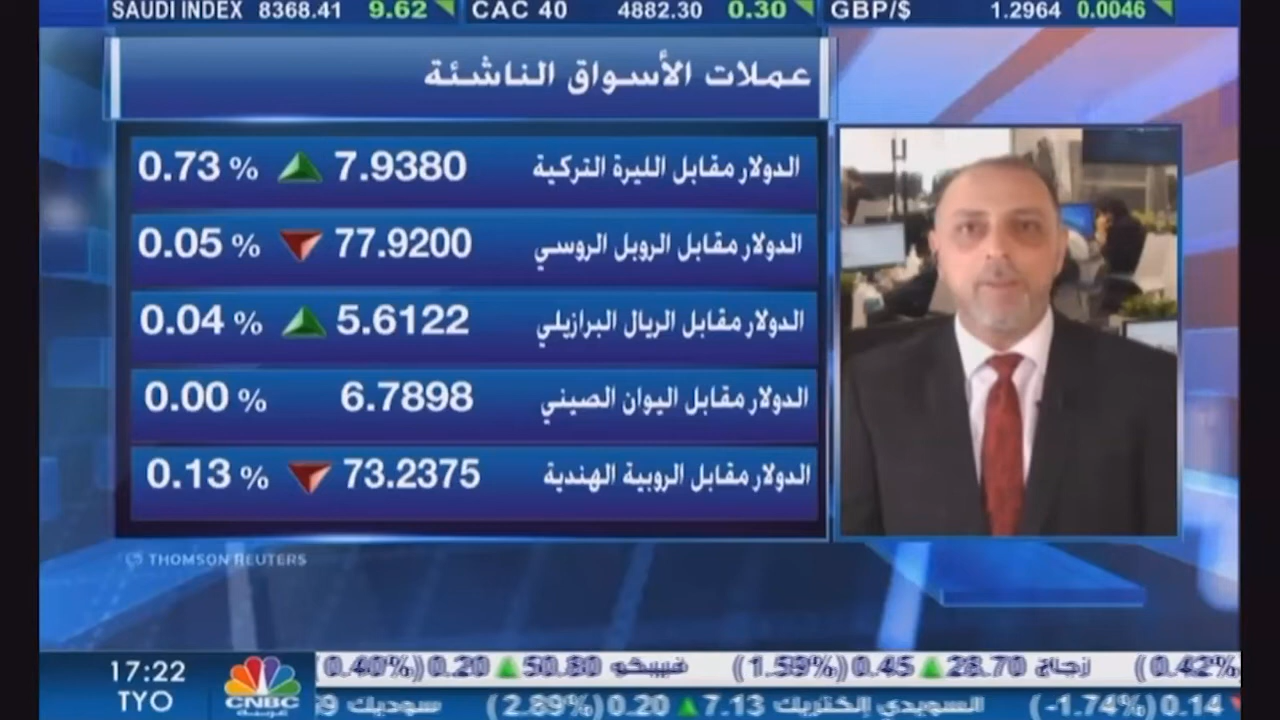 SAUDI INDEX 8368.41 9.62 CAC 40 4882.30 0.30 GBP/$ 1.2964 0.0046
عملات الأسواق الناشئة
الدولار مقابل الليرة التركية 7.9380 0.73 %
الدولار مقابل الروبل الروسي 77.9200 0.05 %
الدولار مقابل الريال البرازيلي 5.6122 0.04 %
الدولار مقابل اليوان الصيني 6.7898 0.00 %
الدولار مقابل الروبية الهندية 73.2375 0.13 %
THOMSON REUTERS
17:22
TYO
CNBC
عربية
(0.42% زجاج 28.70 0.45 (1.59%) فيبكو 50.80 0.20 (0.40%)
0.14 (-1.74%) السويدي إلكتريك 7.13 0.20 (2.89%) سوديك